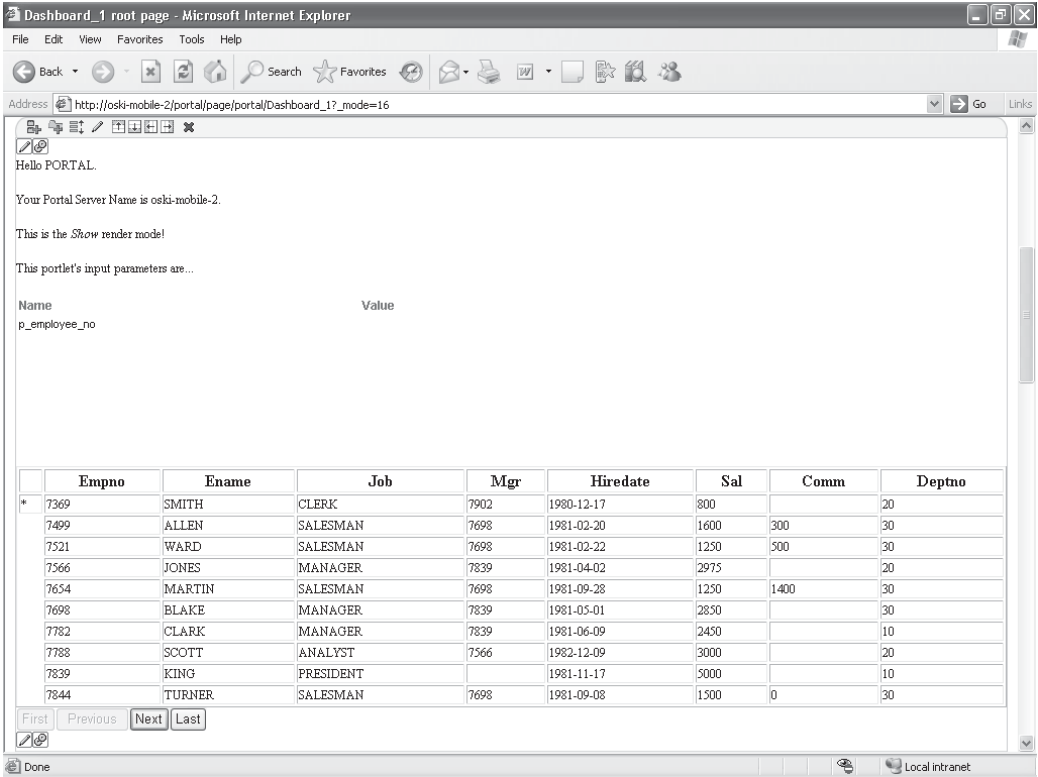 Dashboard_1 root page - Microsoft Internet Explorer
File Edit View Favorites Tools Help
Back Search Favorites
Address http://oski-mobile-2/portal/page/portal/Dashboard_1?_mode=16 Go Links
Hello PORTAL.
Your Portal Server Name is oski-mobile-2.
This is the Show render mode!
This portlet's input parameters are...
Name Value
p_employee_no
Empno Ename Job Mgr Hiredate Sal Comm Deptno
* 7369 SMITH CLERK 7902 1980-12-17 800 20
7499 ALLEN SALESMAN 7698 1981-02-20 1600 300 30
7521 WARD SALESMAN 7698 1981-02-22 1250 500 30
7566 JONES MANAGER 7839 1981-04-02 2975 20
7654 MARTIN SALESMAN 7698 1981-09-28 1250 1400 30
7698 BLAKE MANAGER 7839 1981-05-01 2850 30
7782 CLARK MANAGER 7839 1981-06-09 2450 10
7788 SCOTT ANALYST 7566 1982-12-09 3000 20
7839 KING PRESIDENT 1981-11-17 5000 10
7844 TURNER SALESMAN 7698 1981-09-08 1500 0 30
First Previous Next Last
Done Local intranet